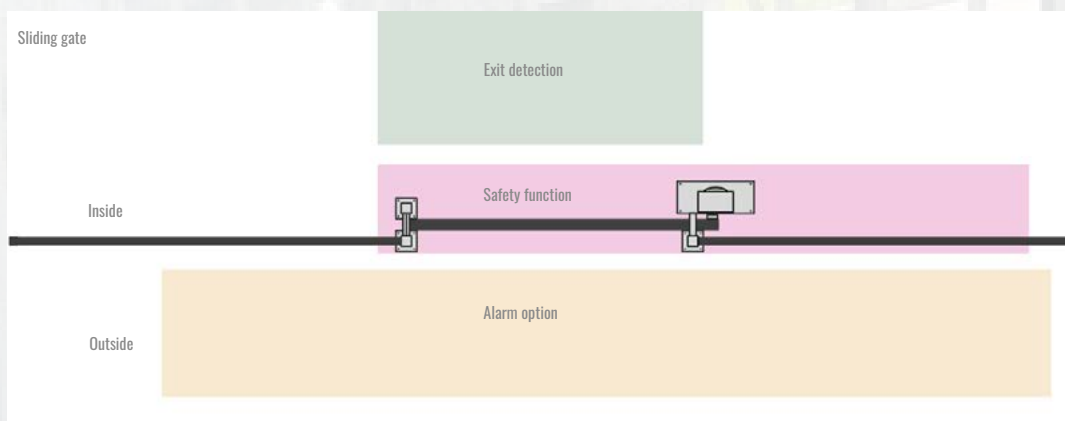 Sliding gate
Exit detection
Safety function
Inside
Alarm option
Outside